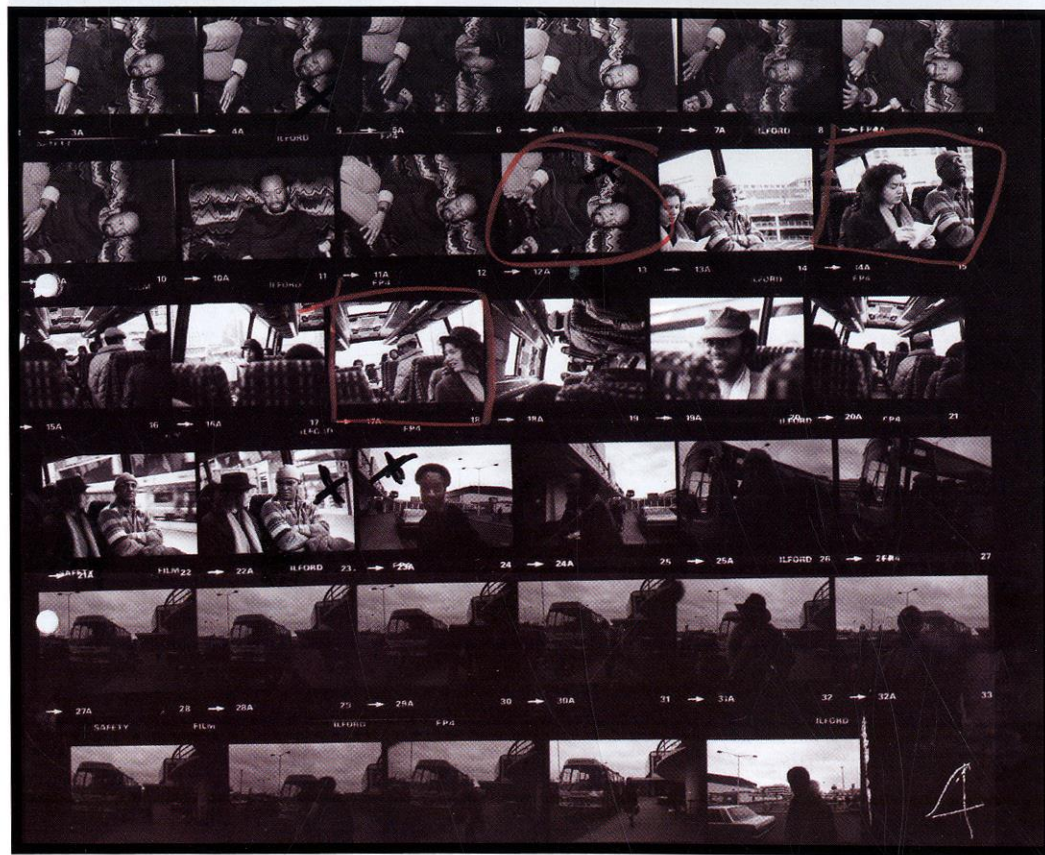 3A 4 4A ILFORD 5 5A FP4 6 6A 7 7A ILFORD 8 9
10 10A ILFORD 11 11A FP4 12 12A 13 13A 14 ILFORD 14A FP4 15
15A 16 16A 17 ILFORD 17A FP4 18 18A 19 19A 20 ILFORD 20A FP4 21
21A SAFETY FILM 22 22A ILFORD 23 23A 24 24A 25 25A ILFORD 26 FP4 27
27A 28 28A 29A 30 30A 31 31A 32 32A 33
SAFETY FILM ILFORD FP4 ILFORD
4